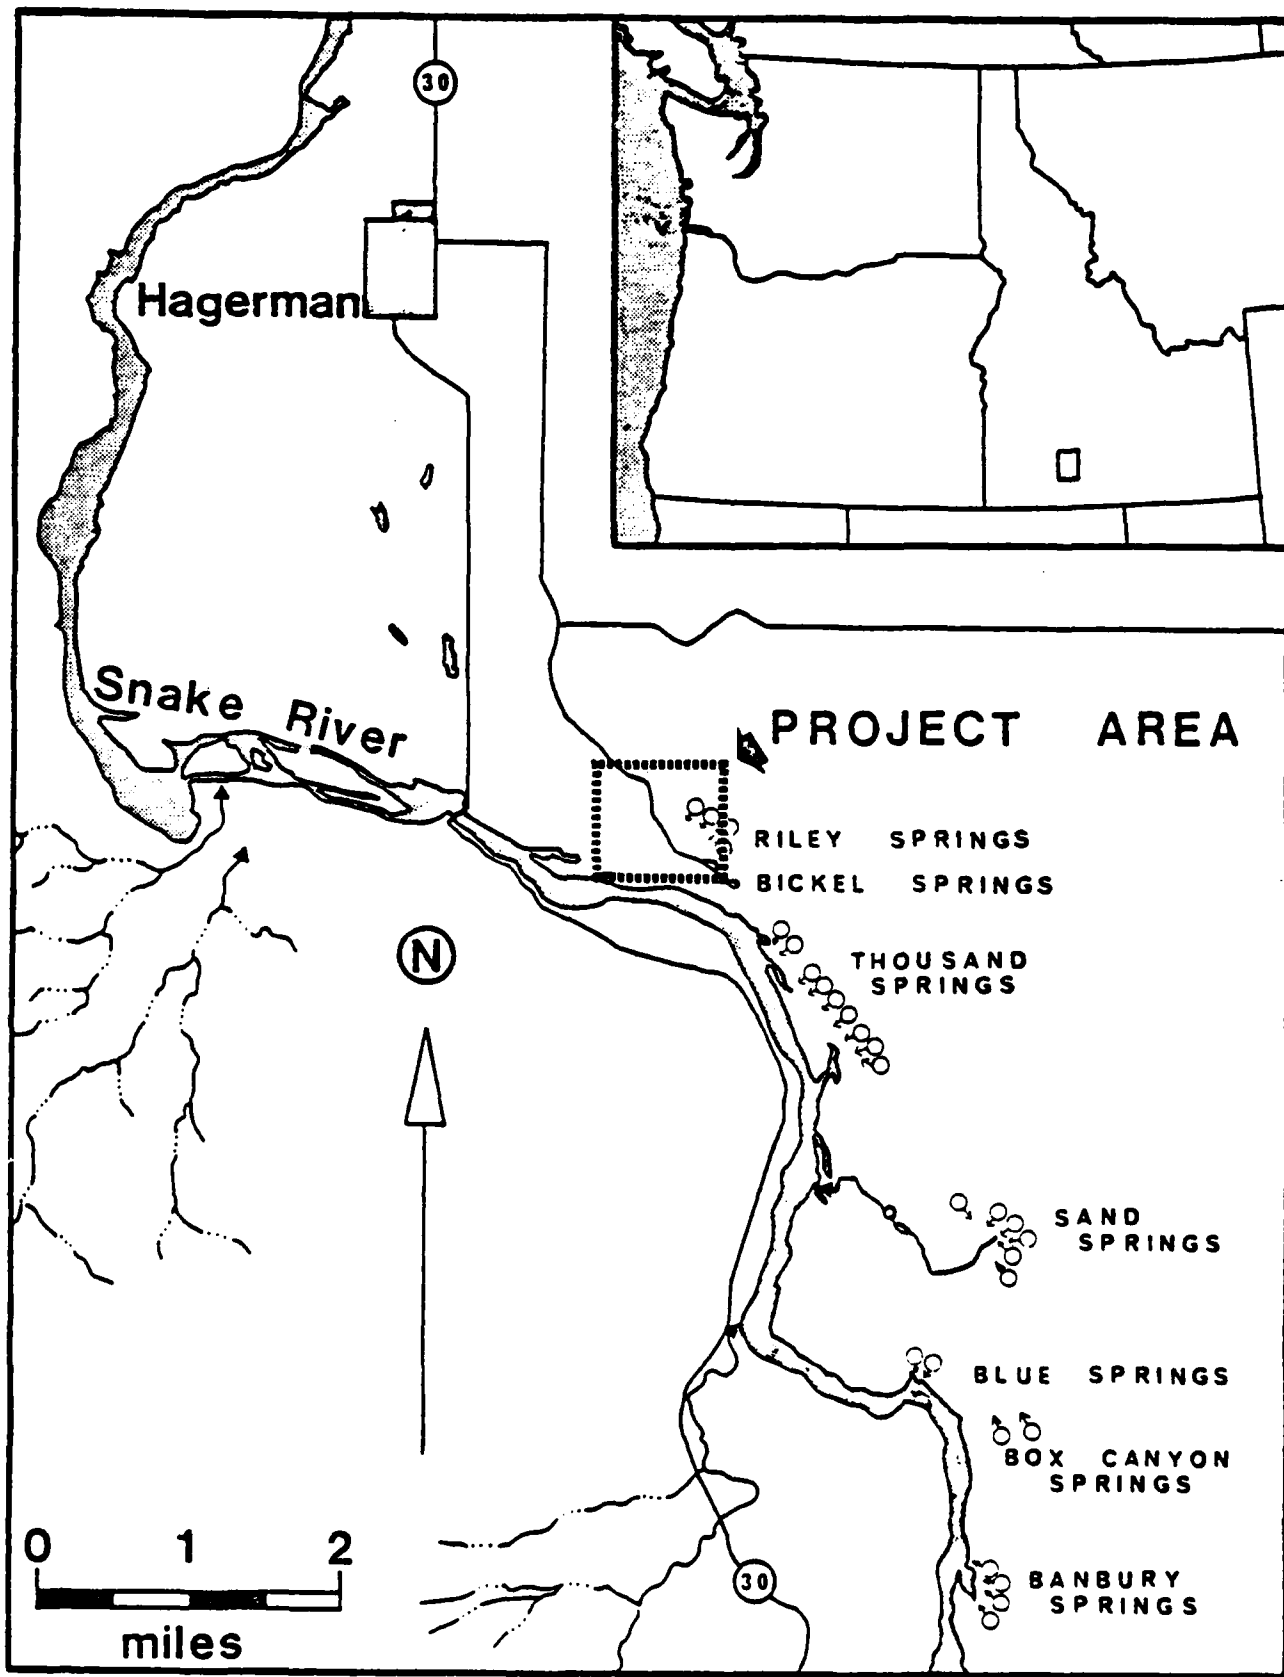 30
Hagerman
Snake River
PROJECT AREA
RILEY SPRINGS
BICKEL SPRINGS
N
THOUSAND
SPRINGS
SAND
SPRINGS
BLUE SPRINGS
BOX CANYON
SPRINGS
0 1 2
miles
30
BANBURY
SPRINGS